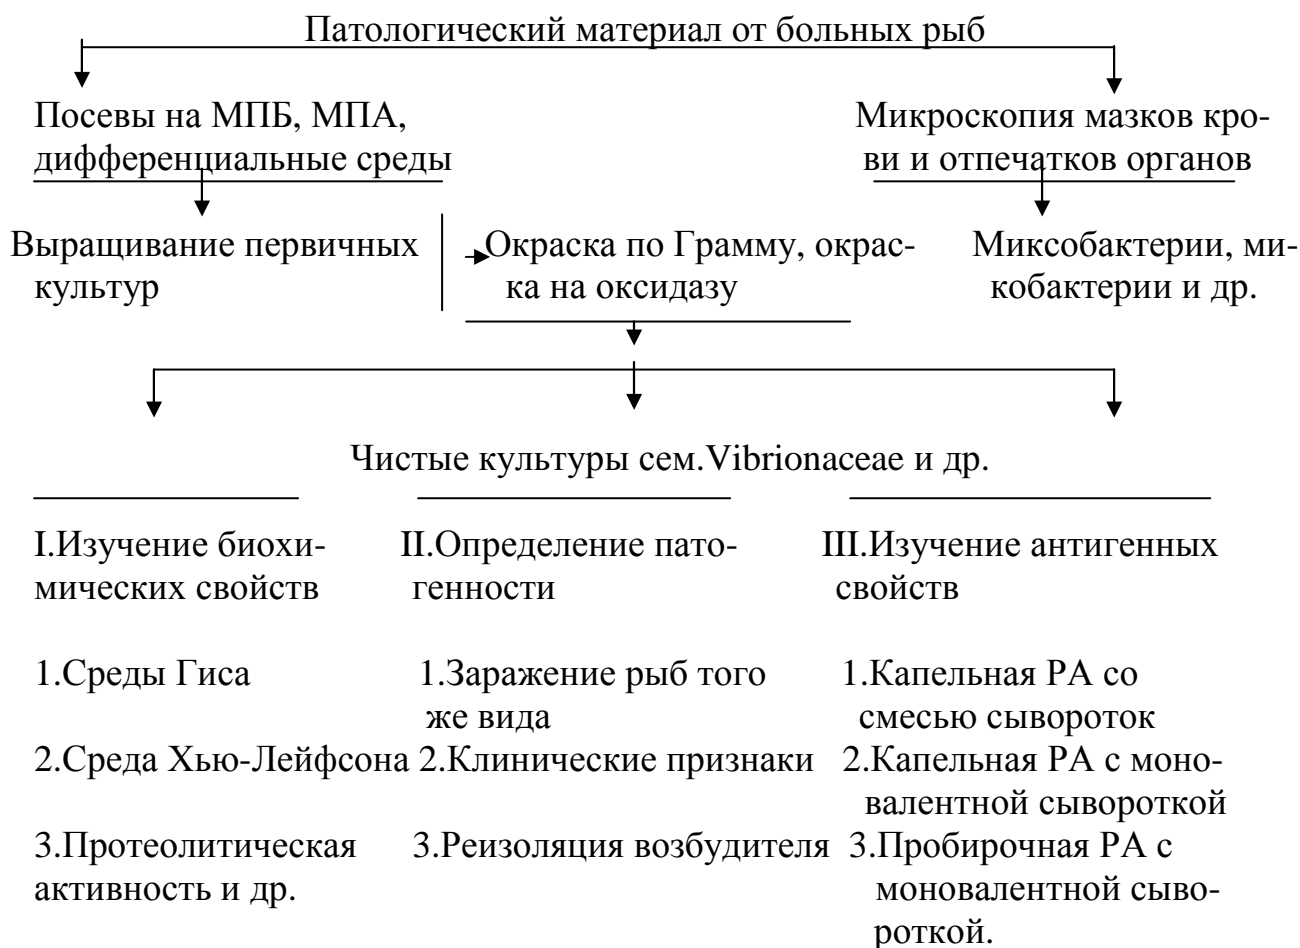 Патологический материал от больных рыб
Посевы на МПБ, МПА,
дифференциальные среды
Микроскопия мазков кро-
ви и отпечатков органов
Выращивание первичных
культур
Окраска по Грамму, окрас-
ка на оксидазу
Миксобактерии, ми-
кобактерии и др.
Чистые культуры сем.Vibrionaceae и др.
I.Изучение биохи-
мических свойств
II.Определение пато-
генности
III.Изучение антигенных
свойств
1.Среды Гиса
1.Заражение рыб того
же вида
1.Капельная РА со
смесью сывороток
2.Среда Хью-Лейфсона
2.Клинические признаки
2.Капельная РА с моно-
валентной сывороткой
3.Протеолитическая
активность и др.
3.Реизоляция возбудителя
3.Пробирочная РА с
моновалентной сыво-
роткой.